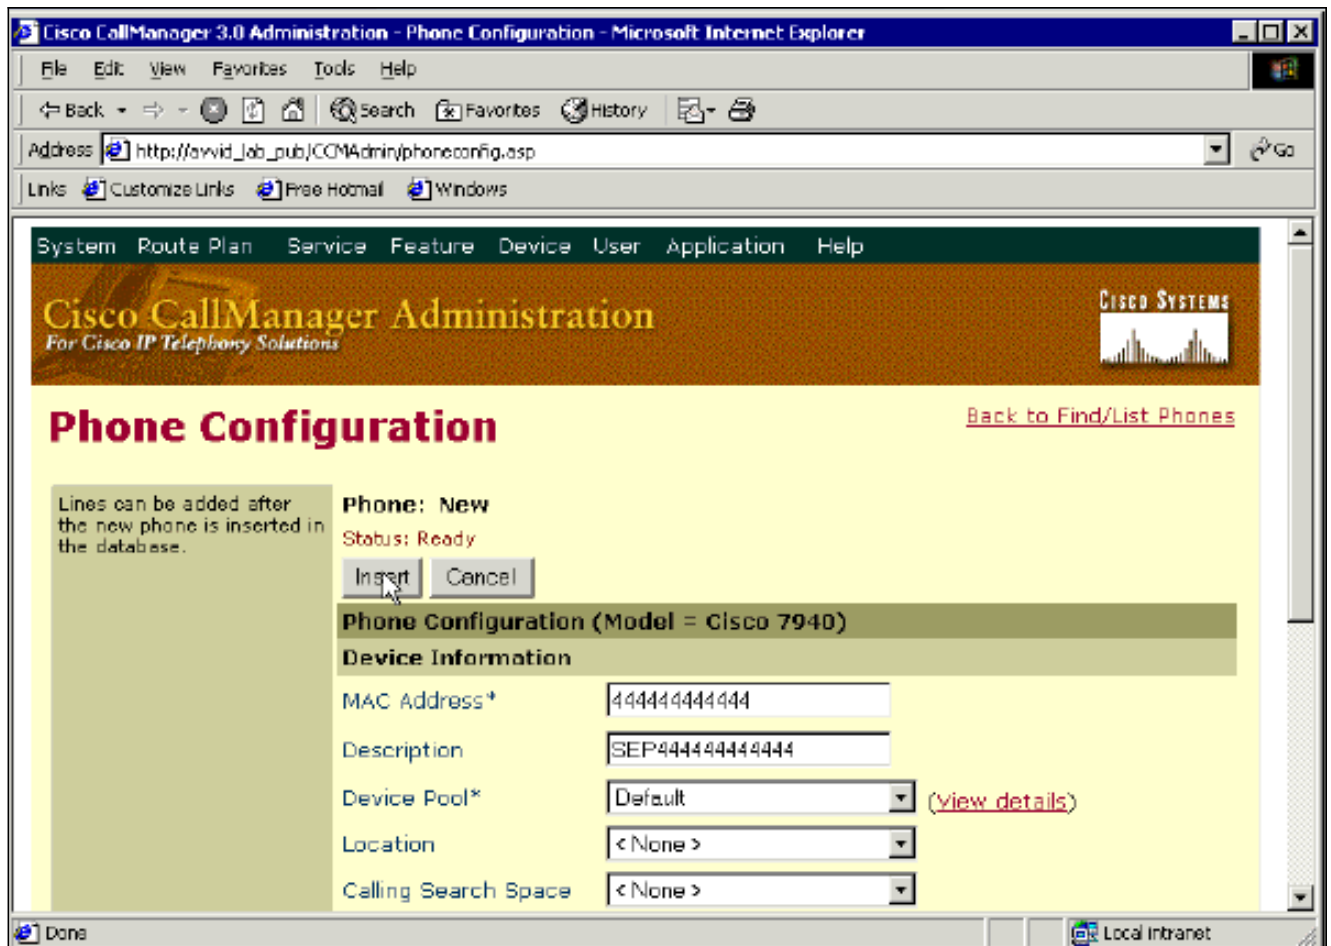 Cisco CallManager 3.0 Administration - Phone Configuration - Microsoft Internet Explorer
File Edit View Favorites Tools Help
Back Search Favorites History
Address http://avvid_lab_pub/CCMAdmin/phoneconfig.asp Go
Links Customize Links Free Hotmail Windows
System Route Plan Service Feature Device User Application Help
Cisco CallManager Administration
For Cisco IP Telephony Solutions
CISCO SYSTEMS
Phone Configuration
Back to Find/List Phones
Lines can be added after
the new phone is inserted in
the database.
Phone: New
Status: Ready
Insert Cancel
Phone Configuration (Model = Cisco 7940)
Device Information
MAC Address* 444444444444
Description SEP444444444444
Device Pool* Default (View details)
Location < None >
Calling Search Space < None >
Done Local intranet